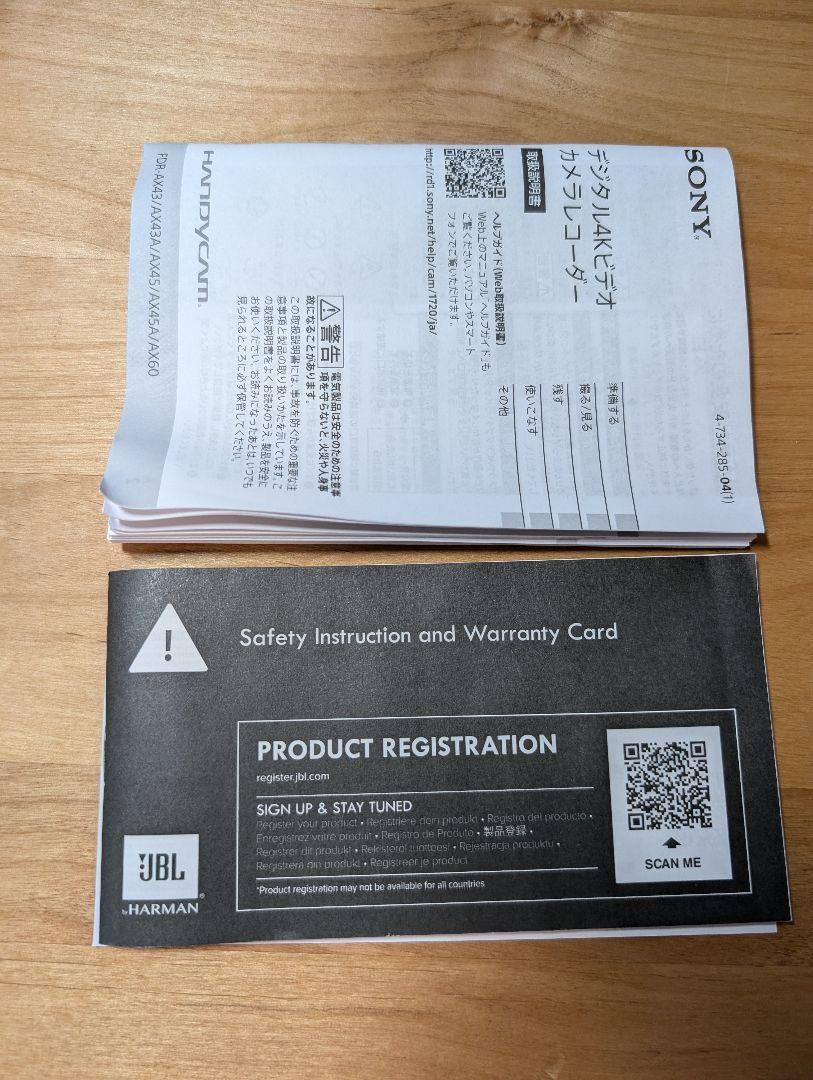 SONY
4-734-285-04(1)
デジタル4Kビデオ
カメラレコーダー
取扱説明書
準備する
撮る/見る
残す
使いこなす
その他
ヘルプガイド(Web取扱説明書)
Web上のマニュアル「ヘルプガイド」も
ご覧ください。パソコンやスマート
フォンでご覧いただけます。
http://rd1.sony.net/help/cam/1720/ja/
警告 電気製品は安全のための注意事
項を守らないと、火災や人身事
故になることがあります。
この取扱説明書には、事故を防ぐための重要な注
意事項と製品の取り扱いかたを示しています。こ
の取扱説明書をよくお読みのうえ、製品を安全に
お使いください。お読みになったあとは、いつでも
見られるところに必ず保管してください。
HANDYCAM®
FDR-AX43/AX43A/AX45/AX45A/AX60
Safety Instruction and Warranty Card
PRODUCT REGISTRATION
register.jbl.com
SIGN UP & STAY TUNED
Register your product • Registriere dein produkt • Registro del producto •
Enregistrez votre produit • Registro de Produto • 製品登録 •
Registrer dit produkt • Rekisteröi tuotteesi • Rejestracja produktu •
Registrera din produkt • Registreer je product
*Product registration may not be available for all countries
SCAN ME
JBL
by HARMAN®